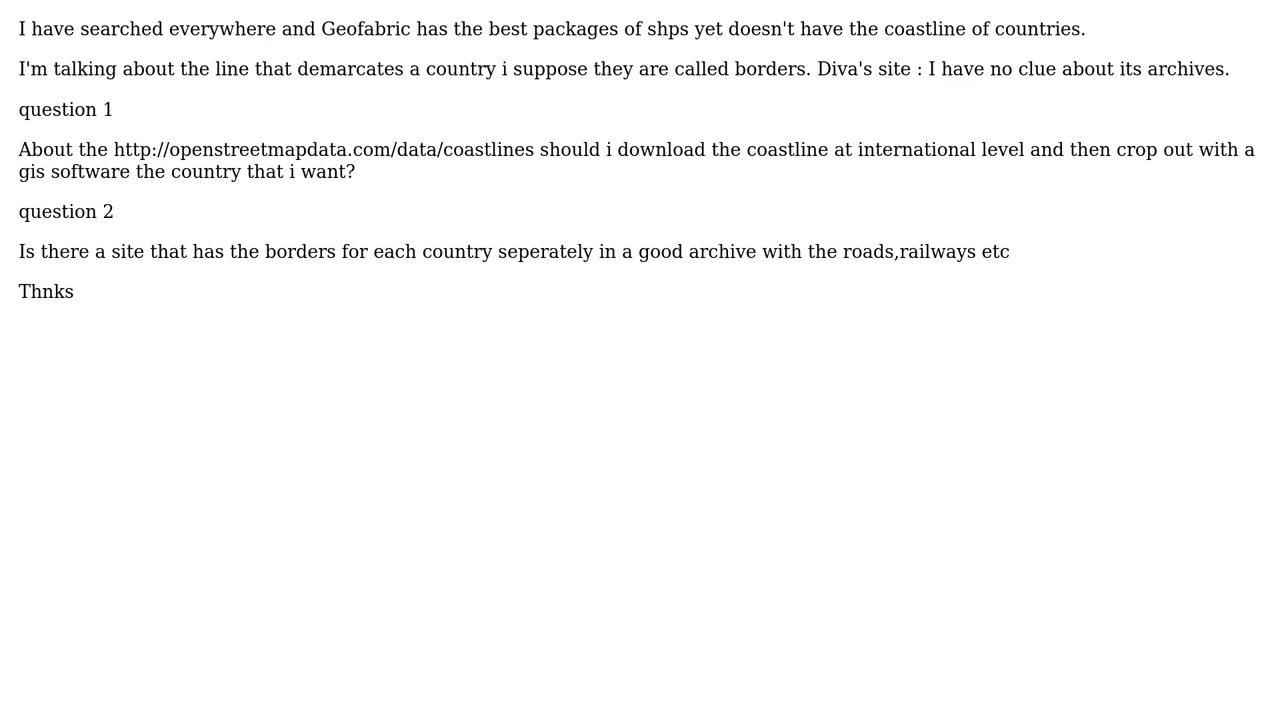 I have searched everywhere and Geofabric has the best packages of shps yet doesn't have the coastline of countries.
I'm talking about the line that demarcates a country i suppose they are called borders. Diva's site : I have no clue about its archives.
question 1
About the http://openstreetmapdata.com/data/coastlines should i download the coastline at international level and then crop out with a
gis software the country that i want?
question 2
Is there a site that has the borders for each country seperately in a good archive with the roads,railways etc
Thnks